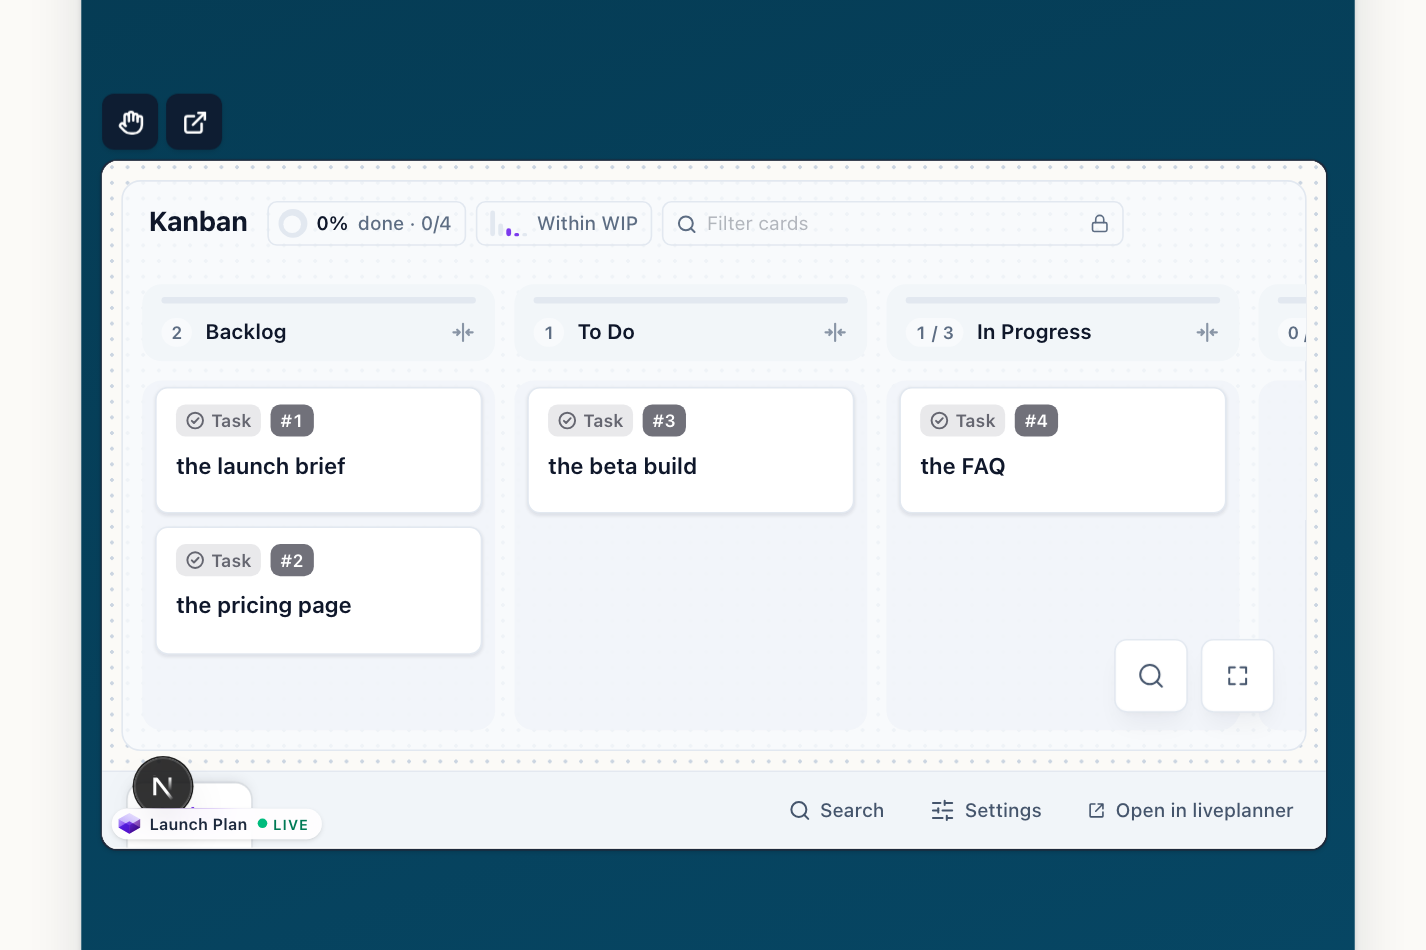 Kanban 0% done · 0/4 Within WIP Filter cards
2 Backlog
1 To Do
1 / 3 In Progress
0 /
Task #1
the launch brief
Task #2
the pricing page
Task #3
the beta build
Task #4
the FAQ
N
Launch Plan LIVE
Search Settings Open in liveplanner